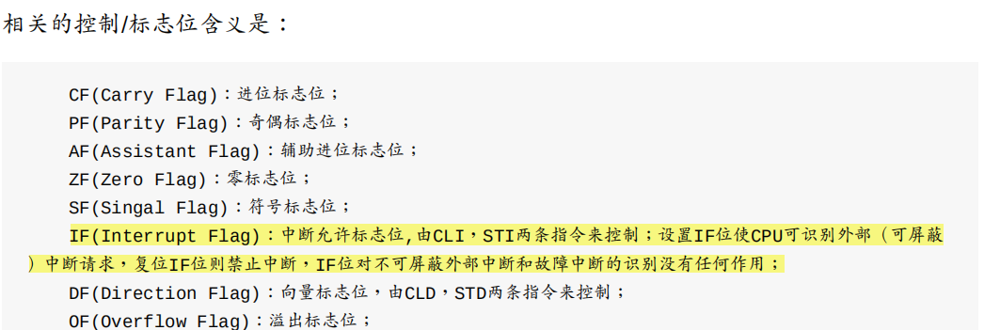 相关的控制/标志位含义是：
CF(Carry Flag)：进位标志位；
PF(Parity Flag)：奇偶标志位；
AF(Assistant Flag)：辅助进位标志位；
ZF(Zero Flag)：零标志位；
SF(Singal Flag)：符号标志位；
IF(Interrupt Flag)：中断允许标志位,由CLI，STI两条指令来控制；设置IF位使CPU可识别外部（可屏蔽
）中断请求，复位IF位则禁止中断，IF位对不可屏蔽外部中断和故障中断的识别没有任何作用；
DF(Direction Flag)：向量标志位，由CLD，STD两条指令来控制；
OF(Overflow Flag)：溢出标志位；